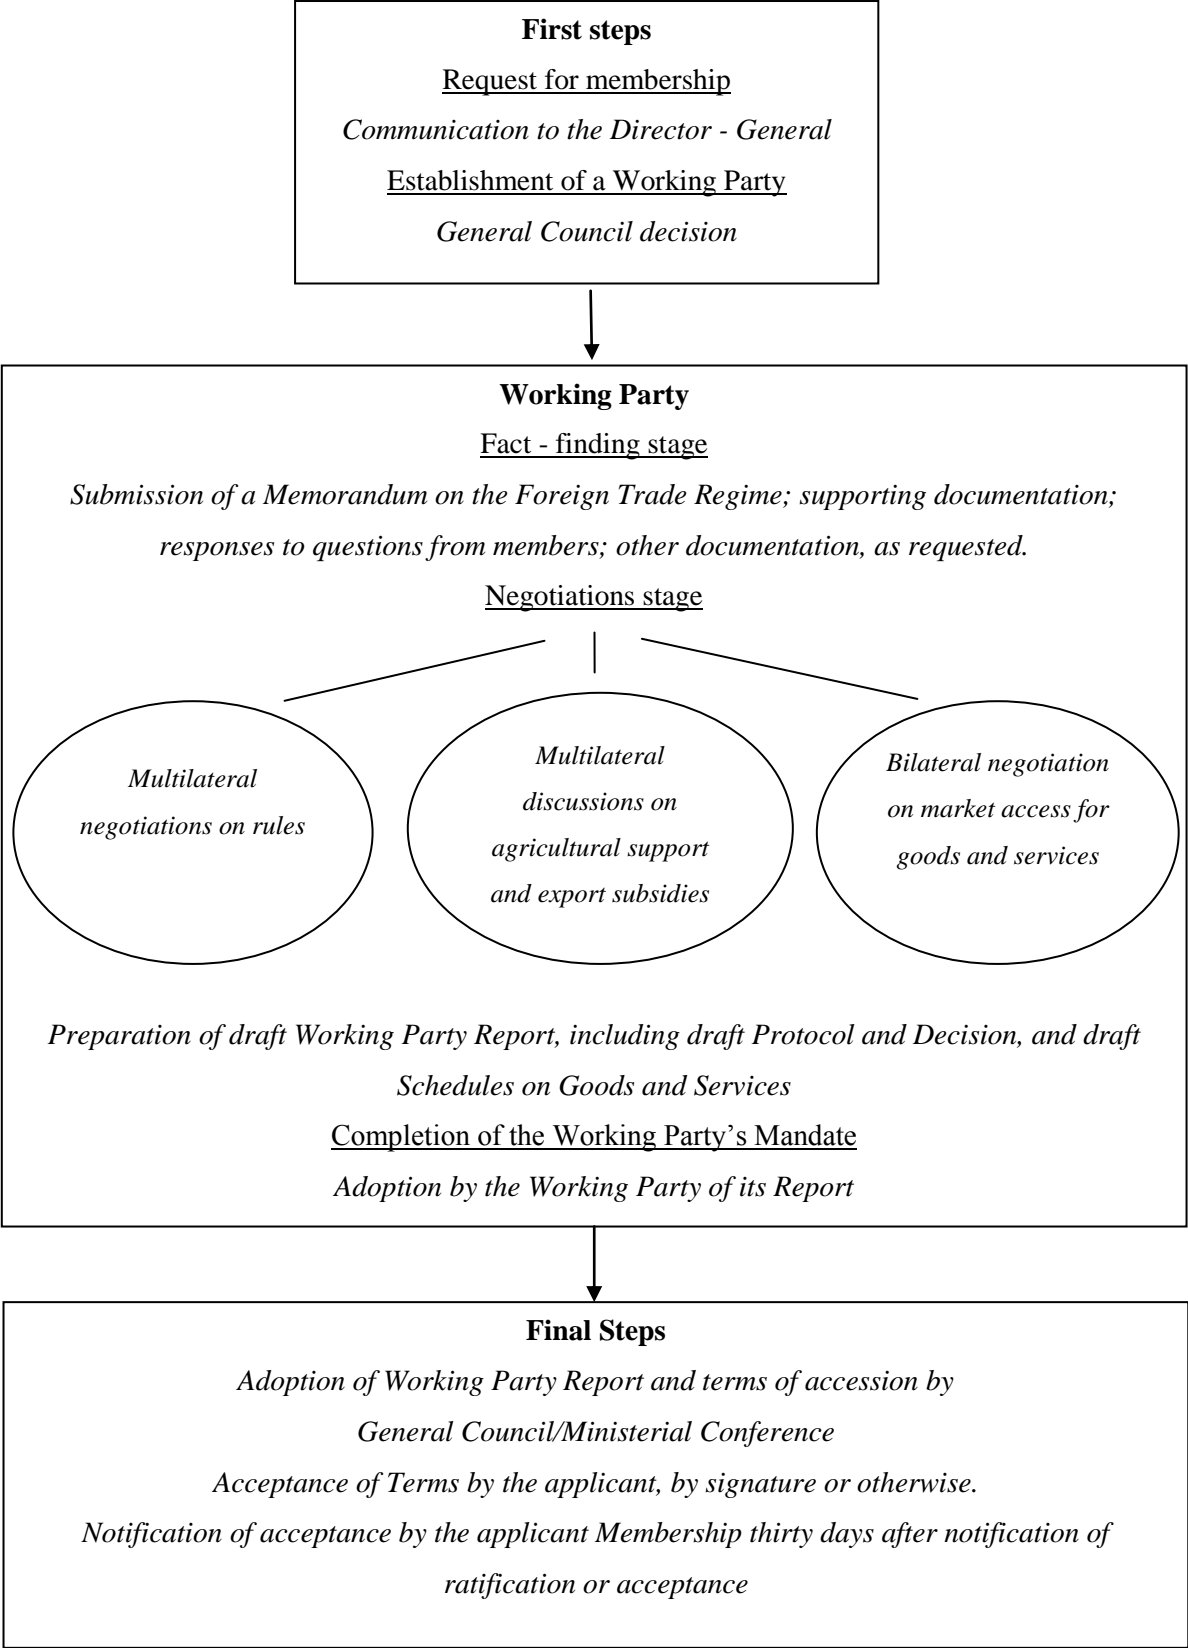 First steps
Request for membership
Communication to the Director - General
Establishment of a Working Party
General Council decision
Working Party
Fact - finding stage
Submission of a Memorandum on the Foreign Trade Regime; supporting documentation;
responses to questions from members; other documentation, as requested.
Negotiations stage
Multilateral
negotiations on rules
Multilateral
discussions on
agricultural support
and export subsidies
Bilateral negotiation
on market access for
goods and services
Preparation of draft Working Party Report, including draft Protocol and Decision, and draft
Schedules on Goods and Services
Completion of the Working Party’s Mandate
Adoption by the Working Party of its Report
Final Steps
Adoption of Working Party Report and terms of accession by
General Council/Ministerial Conference
Acceptance of Terms by the applicant, by signature or otherwise.
Notification of acceptance by the applicant Membership thirty days after notification of
ratification or acceptance